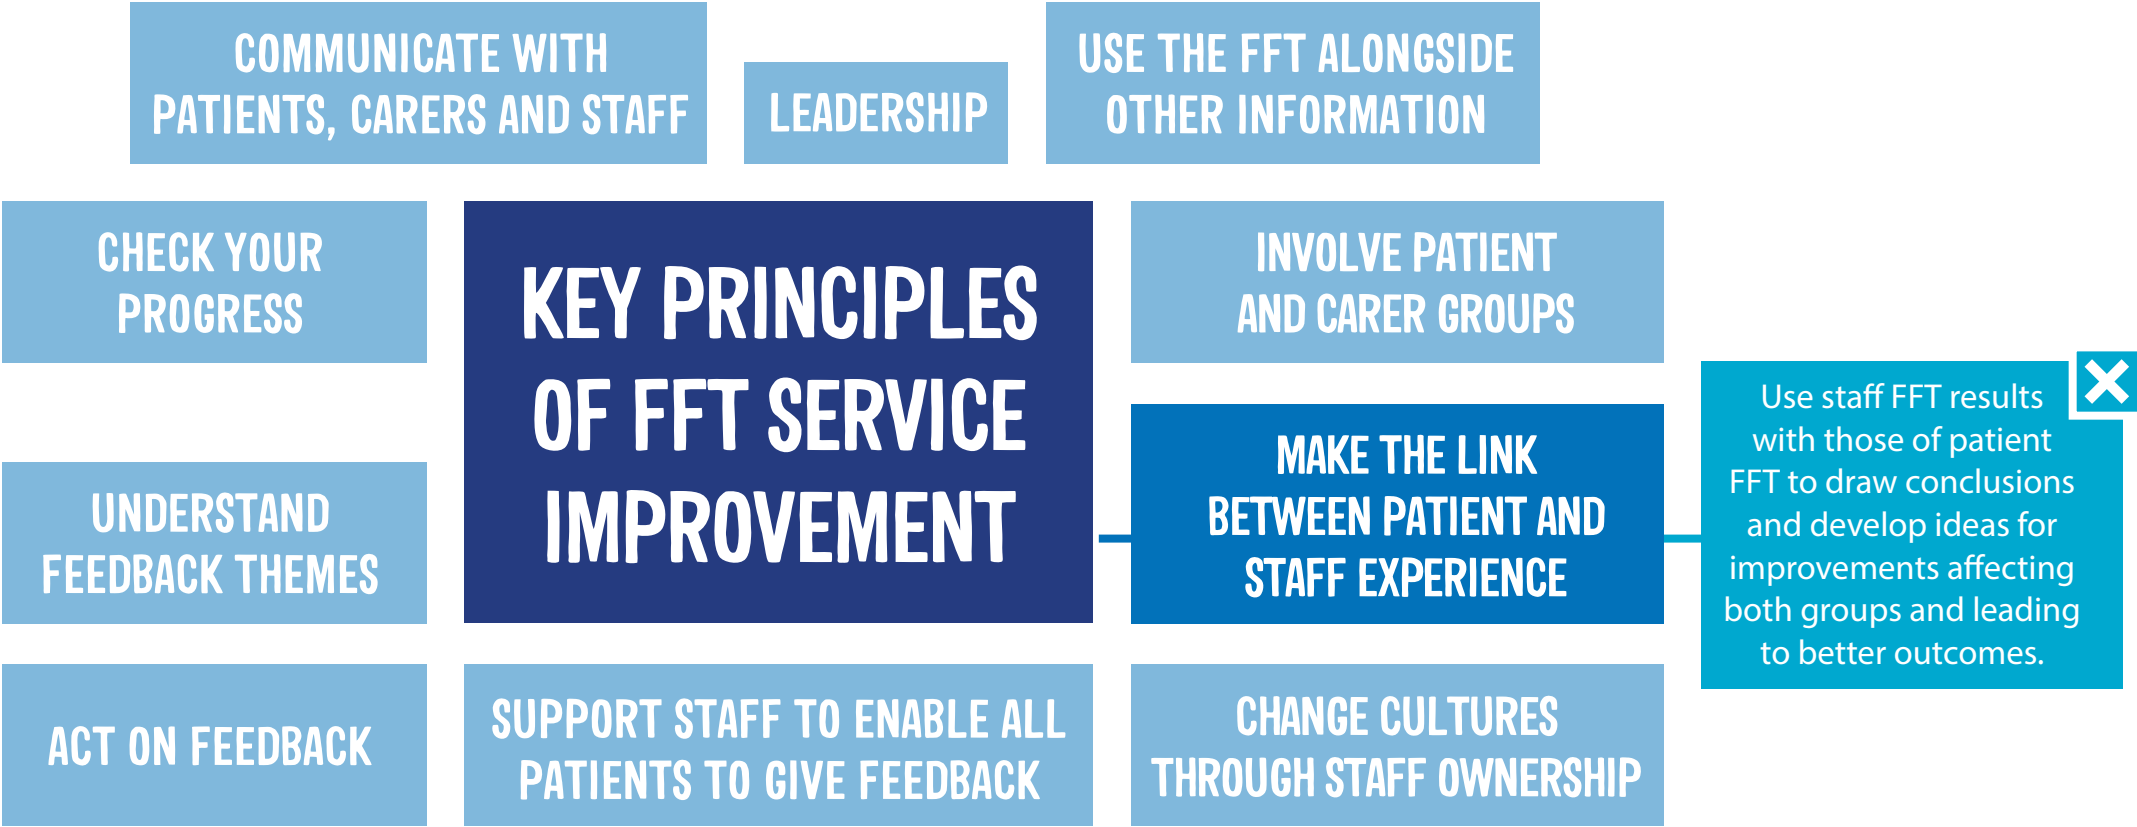 COMMUNICATE WITH
PATIENTS, CARERS AND STAFF
LEADERSHIP
USE THE FFT ALONGSIDE
OTHER INFORMATION
CHECK YOUR
PROGRESS
KEY PRINCIPLES
OF FFT SERVICE
IMPROVEMENT
INVOLVE PATIENT
AND CARER GROUPS
MAKE THE LINK
BETWEEN PATIENT AND
STAFF EXPERIENCE
Use staff FFT results
with those of patient
FFT to draw conclusions
and develop ideas for
improvements affecting
both groups and leading
to better outcomes.
UNDERSTAND
FEEDBACK THEMES
ACT ON FEEDBACK
SUPPORT STAFF TO ENABLE ALL
PATIENTS TO GIVE FEEDBACK
CHANGE CULTURES
THROUGH STAFF OWNERSHIP